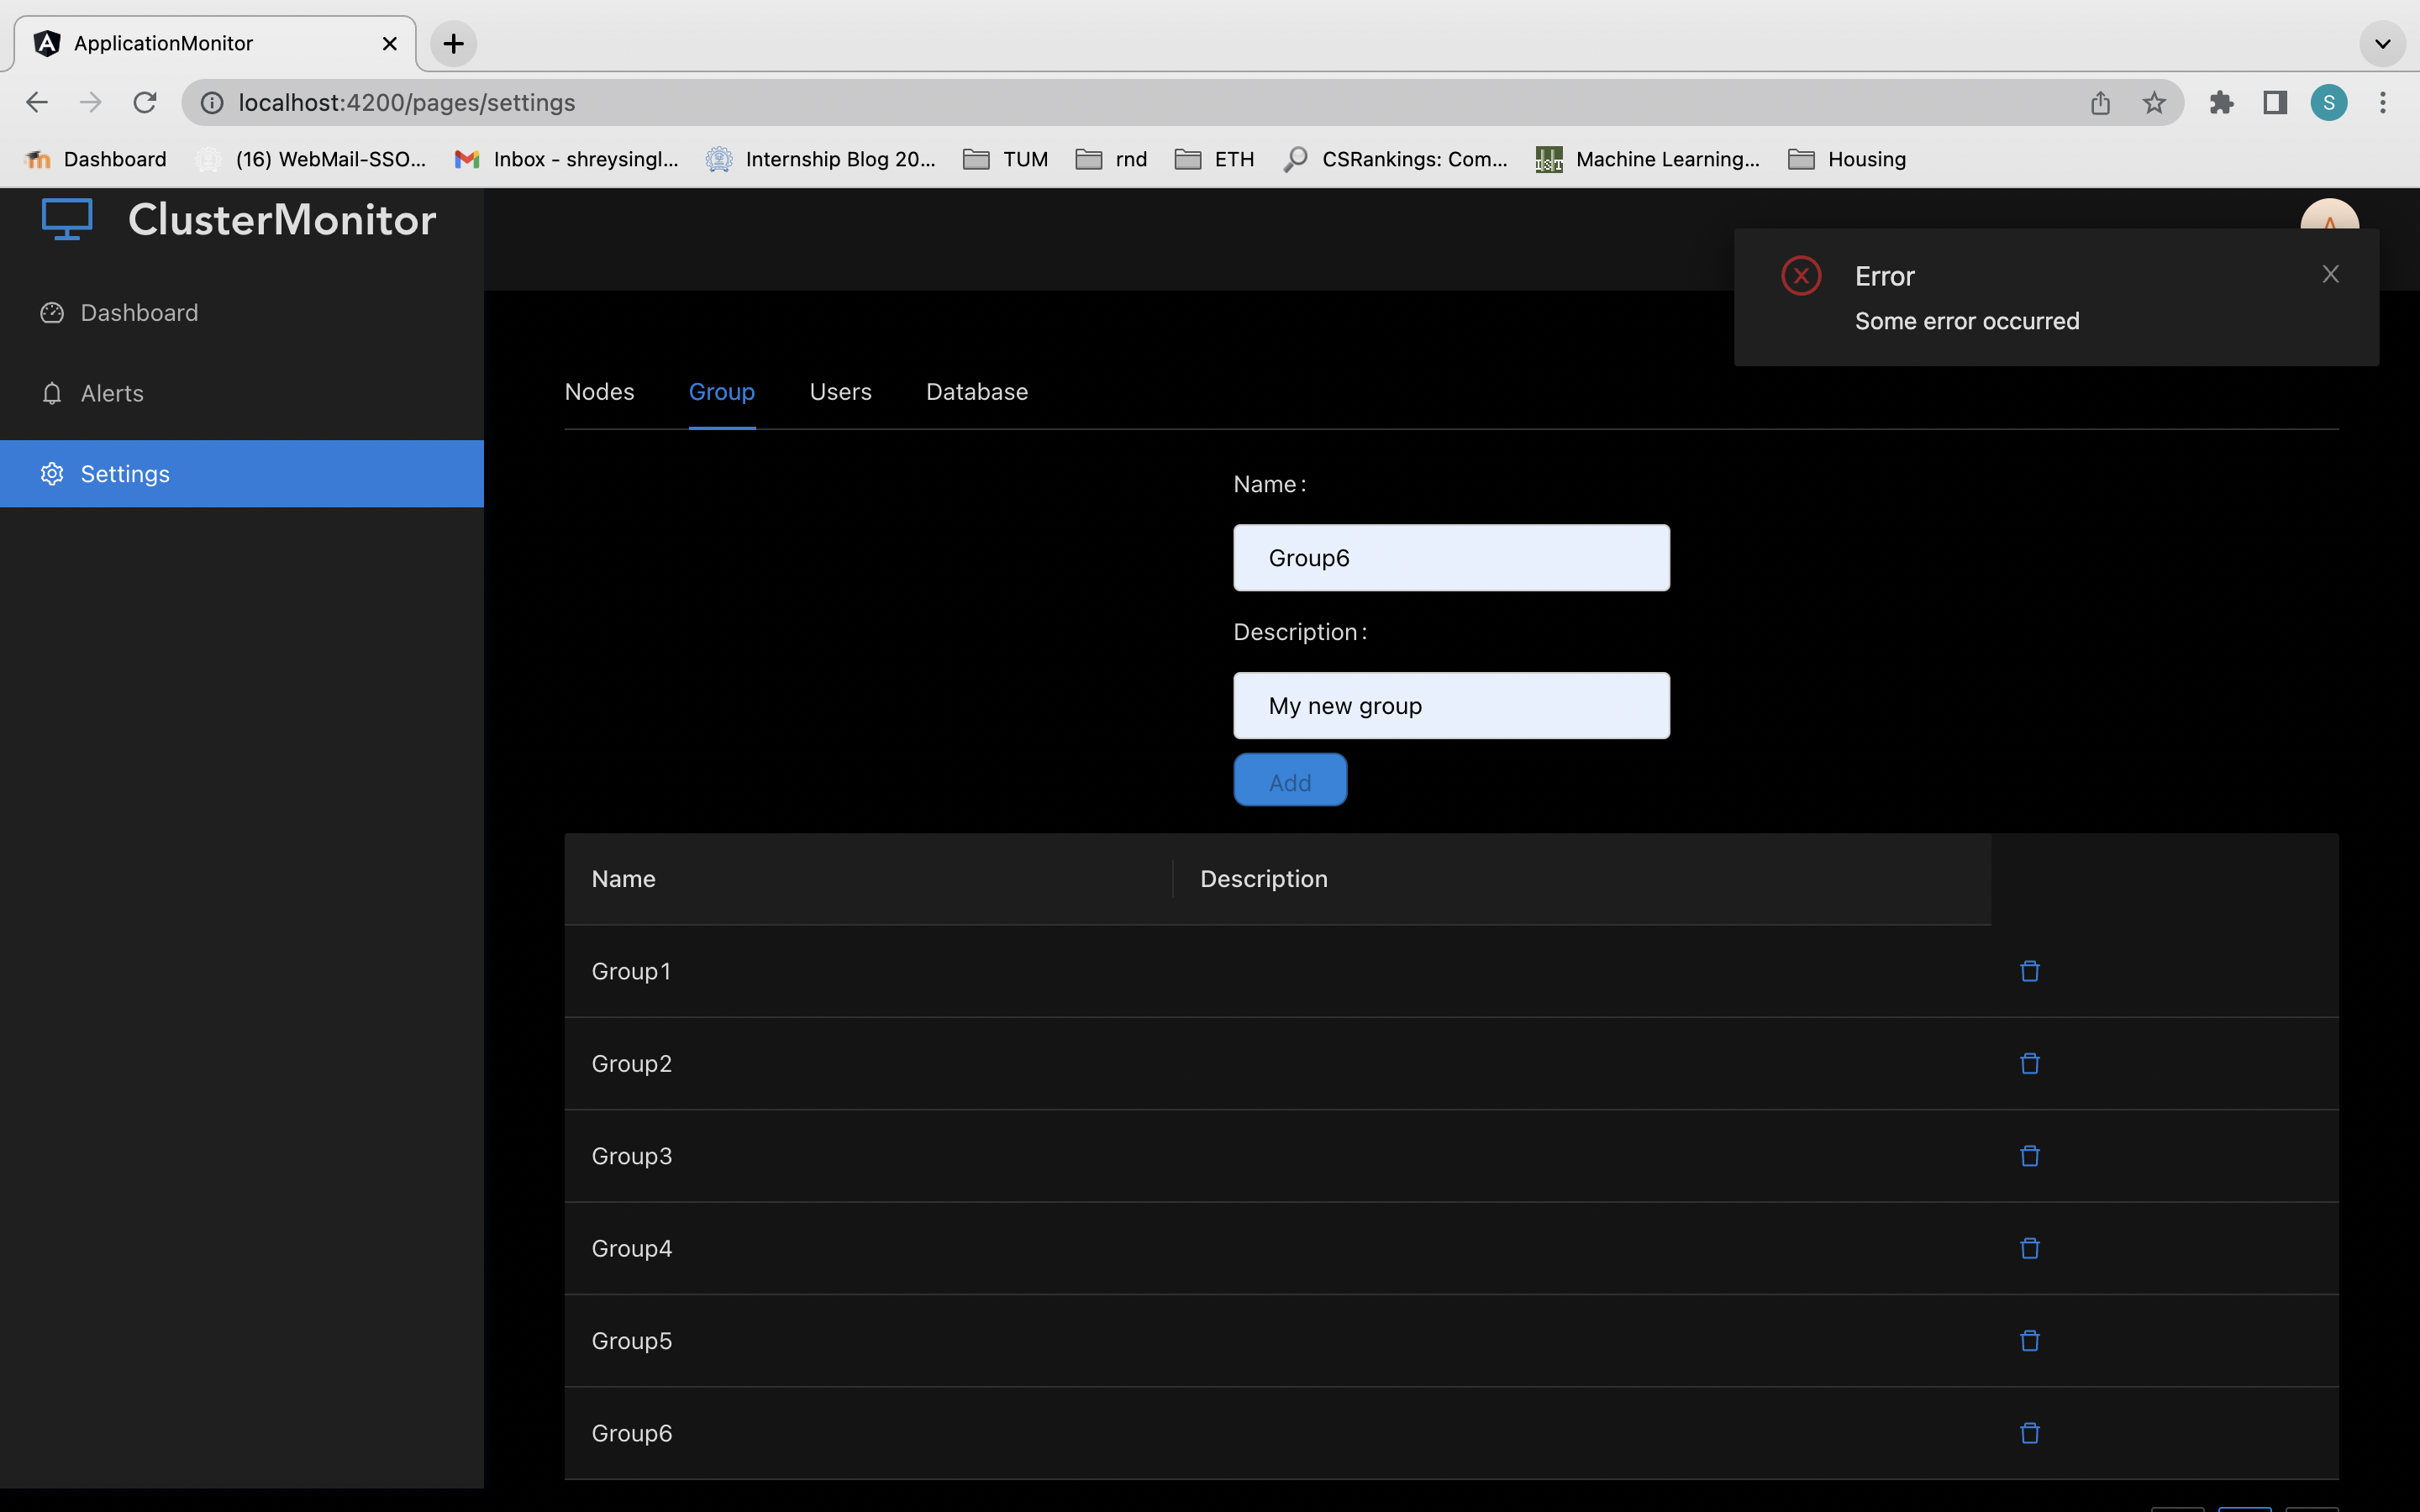 ApplicationMonitor
localhost:4200/pages/settings
S
Dashboard
(16) WebMail-SSO...
Inbox - shreysingl...
Internship Blog 20...
TUM
rnd
ETH
CSRankings: Com...
Machine Learning...
Housing
ClusterMonitor
A
Error
Some error occurred
Dashboard
Alerts
Settings
Nodes Group Users Database
Name :
Group6
Description :
My new group
Add
Name Description
Group1
Group2
Group3
Group4
Group5
Group6